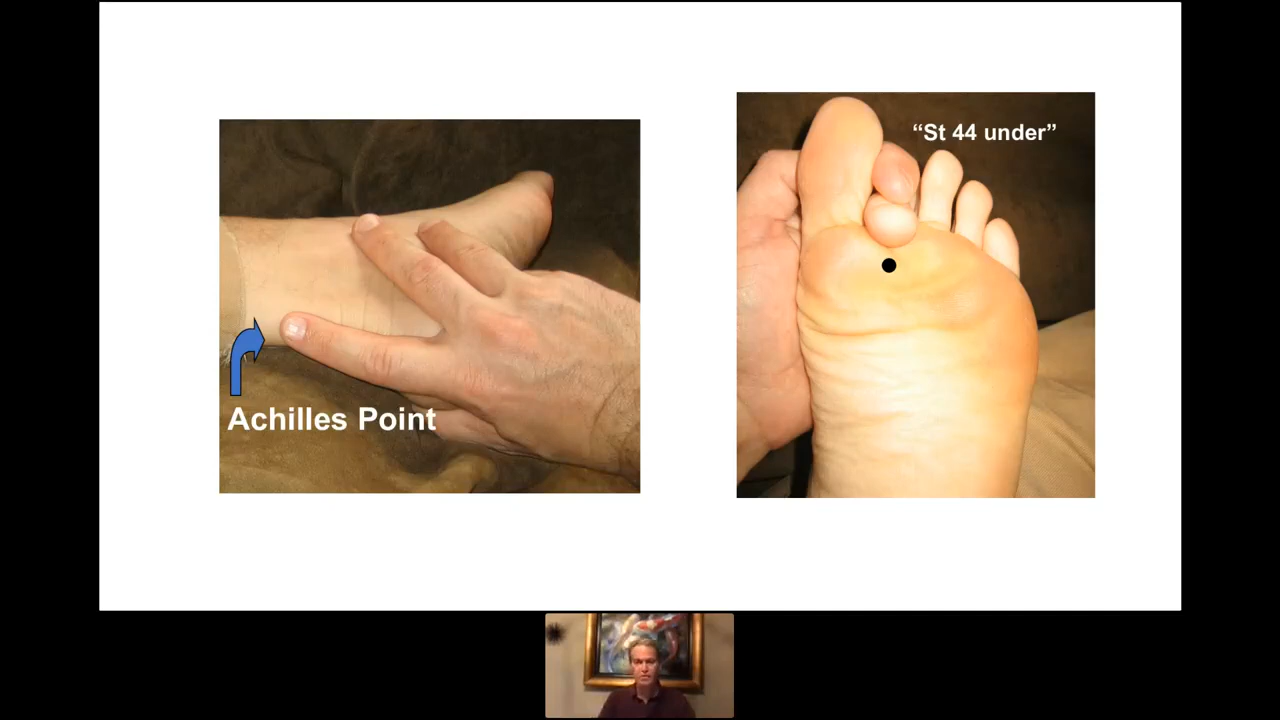 Achilles Point
“St 44 under”